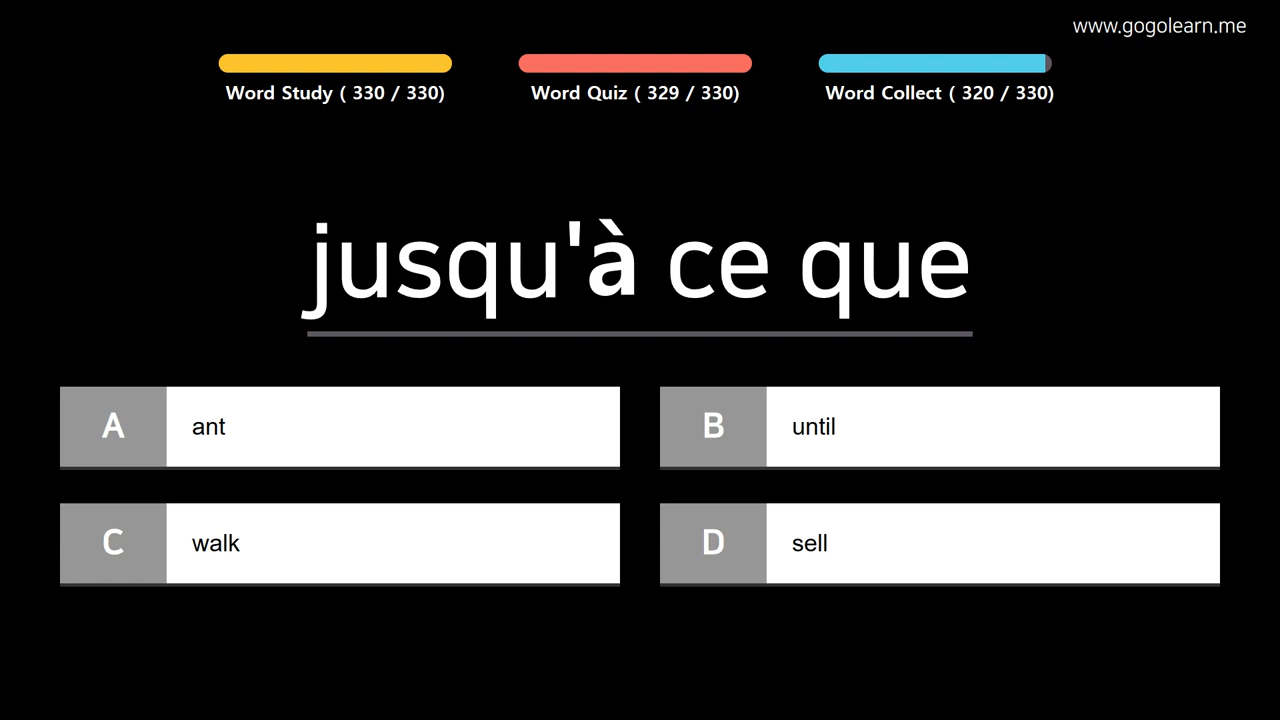 www.gogolearn.me
Word Study ( 330 / 330)
Word Quiz ( 329 / 330)
Word Collect ( 320 / 330)
jusqu'à ce que
A ant
B until
C walk
D sell